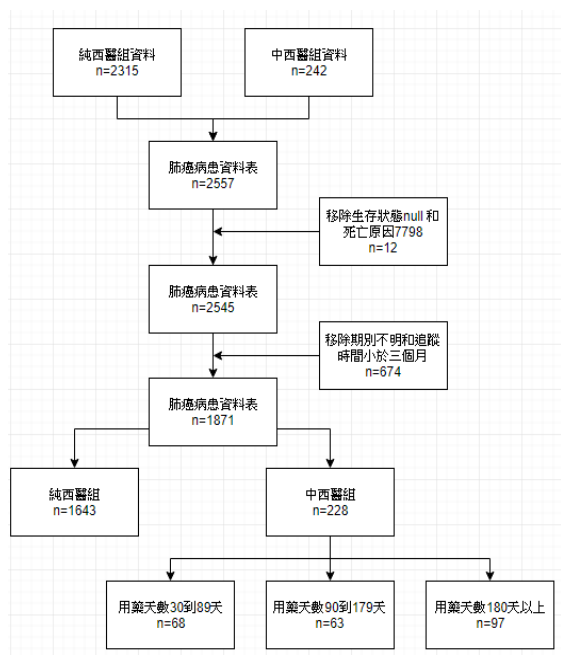 純西醫組資料
n=2315
中西醫組資料
n=242
肺癌病患資料表
n=2557
移除生存狀態null 和
死亡原因7798
n=12
肺癌病患資料表
n=2545
移除期別不明和追蹤
時間小於三個月
n=674
肺癌病患資料表
n=1871
純西醫組
n=1643
中西醫組
n=228
用藥天數30到89天
n=68
用藥天數90到179天
n=63
用藥天數180天以上
n=97